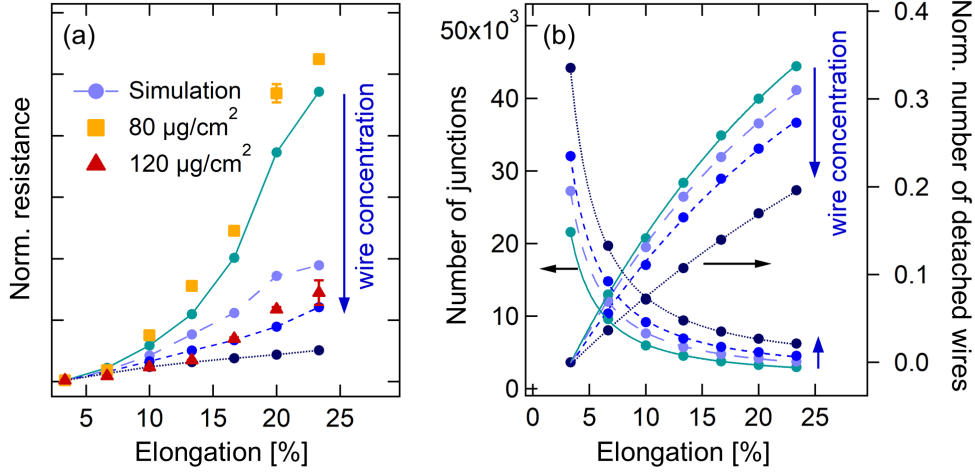 (a)
Simulation
80 µg/cm²
120 µg/cm²
wire concentration
Norm. resistance
5 10 15 20 25
Elongation [%]
(b)
50x10³
40
30
20
10
0
Number of junctions
0 5 10 15 20 25
Elongation [%]
wire concentration
0.4
0.3
0.2
0.1
0.0
Norm. number of detached wires